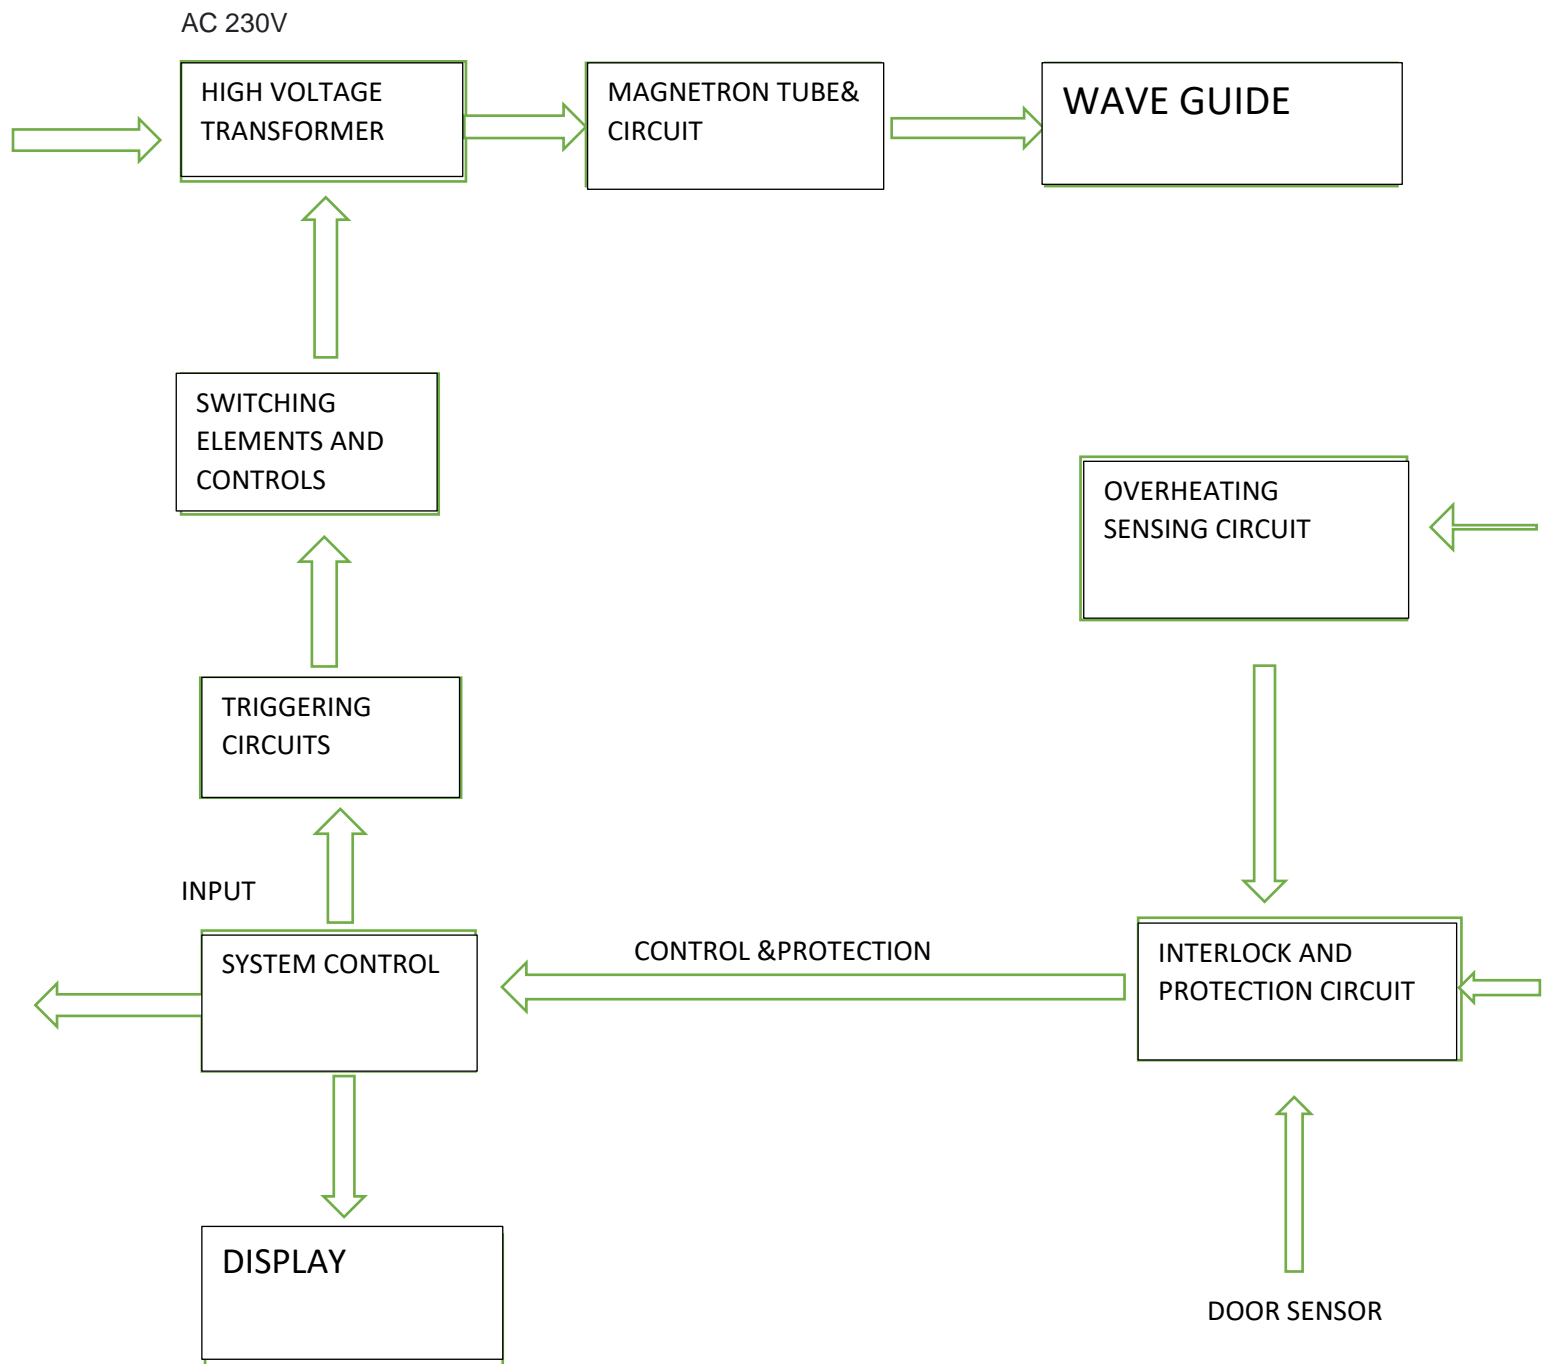 AC 230V
HIGH VOLTAGE
TRANSFORMER
MAGNETRON TUBE&
CIRCUIT
WAVE GUIDE
SWITCHING
ELEMENTS AND
CONTROLS
OVERHEATING
SENSING CIRCUIT
TRIGGERING
CIRCUITS
INPUT
SYSTEM CONTROL
CONTROL &PROTECTION
INTERLOCK AND
PROTECTION CIRCUIT
DISPLAY
DOOR SENSOR